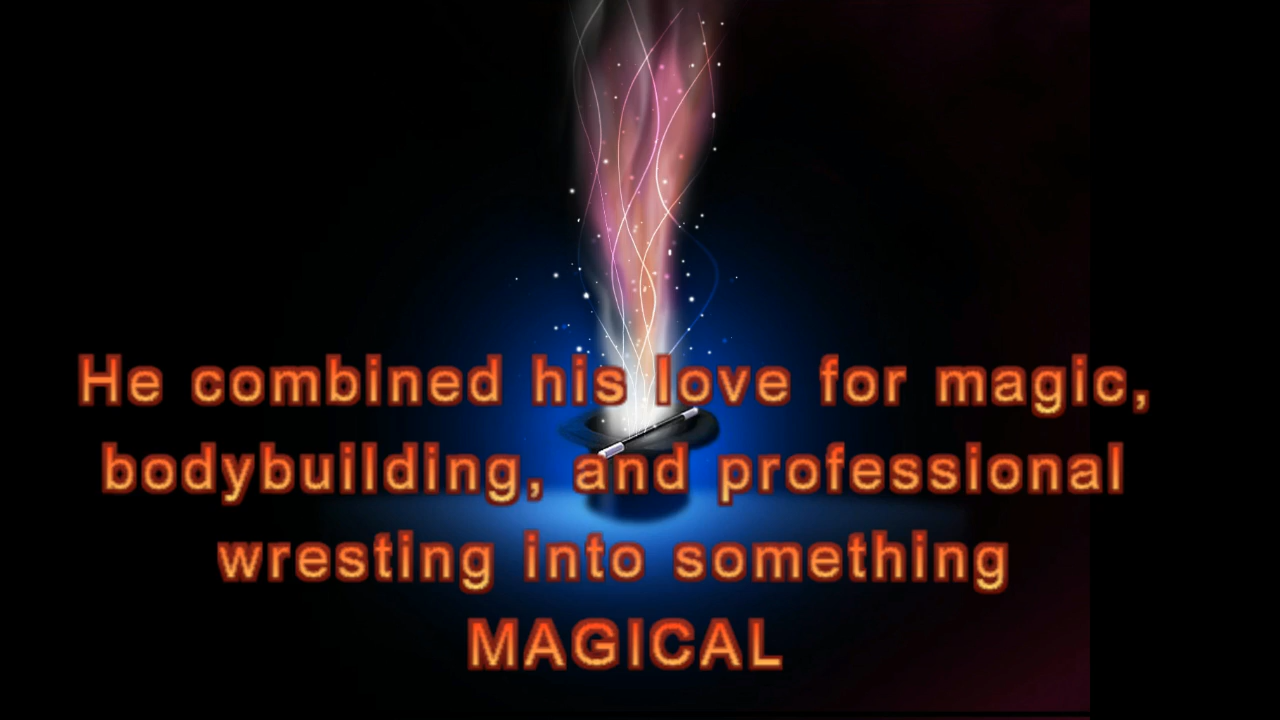 He combined his love for magic,
bodybuilding, and professional
wresting into something
MAGICAL